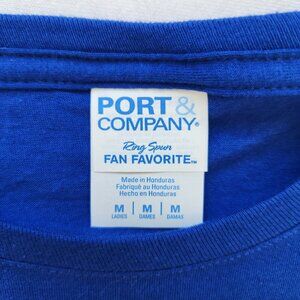 PORT &
COMPANY®
Ring Spun
FAN FAVORITE™
Made in Honduras
Fabriqué au Honduras
Hecho en Honduras
M | M | M
LADIES DAMES DAMAS